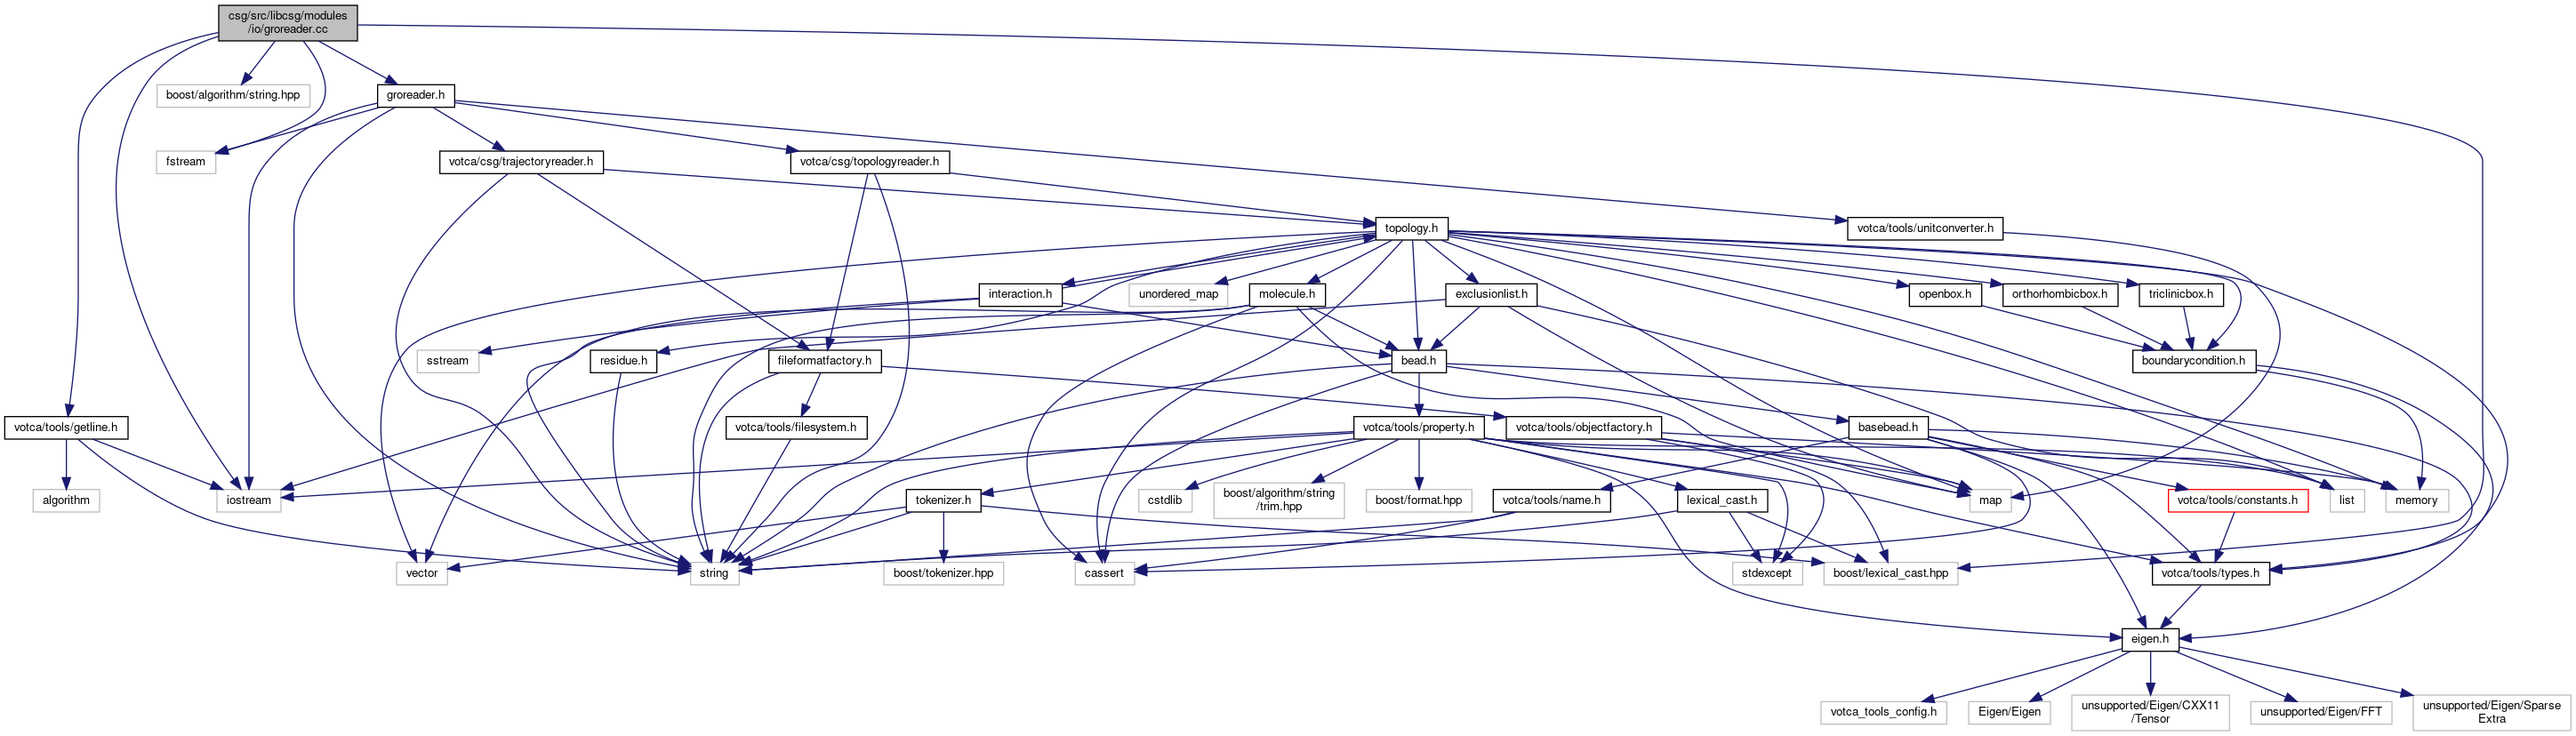 csg/src/libcsg/modules
/io/groreader.cc
boost/algorithm/string.hpp
groreader.h
fstream
votca/csg/trajectoryreader.h
votca/csg/topologyreader.h
topology.h
votca/tools/unitconverter.h
interaction.h
unordered_map
molecule.h
exclusionlist.h
openbox.h
orthorhombicbox.h
triclinicbox.h
sstream
residue.h
fileformatfactory.h
bead.h
boundarycondition.h
votca/tools/getline.h
votca/tools/filesystem.h
votca/tools/property.h
votca/tools/objectfactory.h
basebead.h
algorithm
iostream
tokenizer.h
cstdlib
boost/algorithm/string
/trim.hpp
boost/format.hpp
votca/tools/name.h
lexical_cast.h
map
votca/tools/constants.h
list
memory
vector
string
boost/tokenizer.hpp
cassert
stdexcept
boost/lexical_cast.hpp
votca/tools/types.h
eigen.h
votca_tools_config.h
Eigen/Eigen
unsupported/Eigen/CXX11
/Tensor
unsupported/Eigen/FFT
unsupported/Eigen/Sparse
Extra